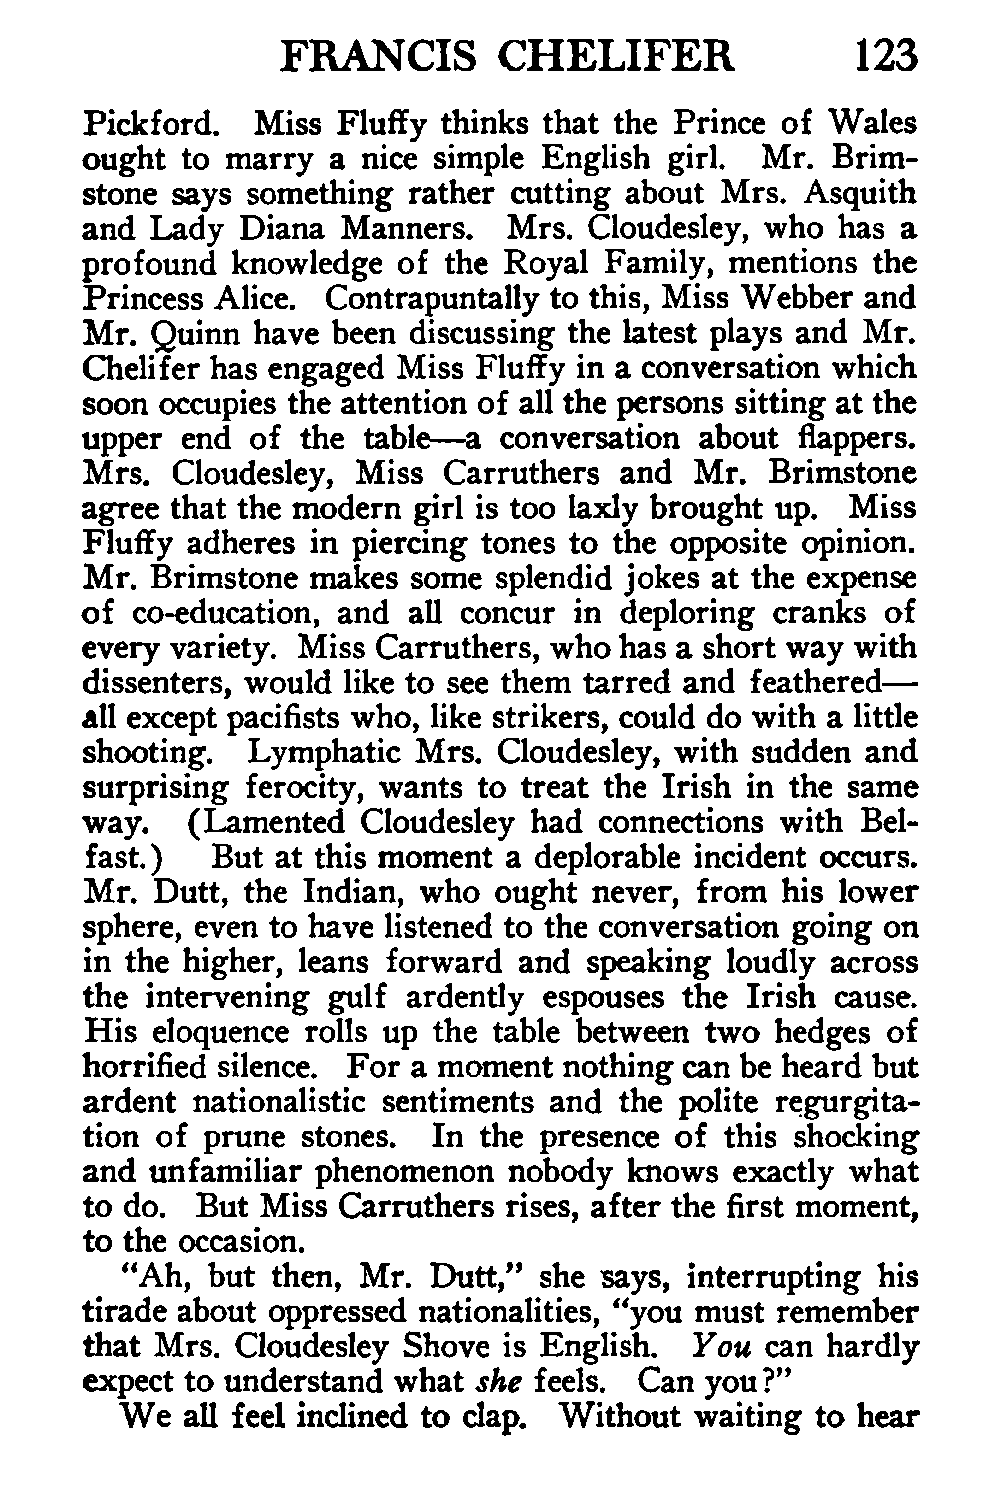 FRANCIS CHELIFER 123
Pickford. Miss Fluffy thinks that the Prince of Wales
ought to marry a nice simple English girl. Mr. Brim-
stone says something rather cutting about Mrs. Asquith
and Lady Diana Manners. Mrs. Cloudesley, who has a
profound knowledge of the Royal Family, mentions the
Princess Alice. Contrapuntally to this, Miss Webber and
Mr. Quinn have been discussing the latest plays and Mr.
Chelifer has engaged Miss Fluffy in a conversation which
soon occupies the attention of all the persons sitting at the
upper end of the table—a conversation about flappers.
Mrs. Cloudesley, Miss Carruthers and Mr. Brimstone
agree that the modern girl is too laxly brought up. Miss
Fluffy adheres in piercing tones to the opposite opinion.
Mr. Brimstone makes some splendid jokes at the expense
of co-education, and all concur in deploring cranks of
every variety. Miss Carruthers, who has a short way with
dissenters, would like to see them tarred and feathered—
all except pacifists who, like strikers, could do with a little
shooting. Lymphatic Mrs. Cloudesley, with sudden and
surprising ferocity, wants to treat the Irish in the same
way. (Lamented Cloudesley had connections with Bel-
fast.) But at this moment a deplorable incident occurs.
Mr. Dutt, the Indian, who ought never, from his lower
sphere, even to have listened to the conversation going on
in the higher, leans forward and speaking loudly across
the intervening gulf ardently espouses the Irish cause.
His eloquence rolls up the table between two hedges of
horrified silence. For a moment nothing can be heard but
ardent nationalistic sentiments and the polite regurgita-
tion of prune stones. In the presence of this shocking
and unfamiliar phenomenon nobody knows exactly what
to do. But Miss Carruthers rises, after the first moment,
to the occasion.
"Ah, but then, Mr. Dutt," she says, interrupting his
tirade about oppressed nationalities, "you must remember
that Mrs. Cloudesley Shove is English. You can hardly
expect to understand what she feels. Can you?"
We all feel inclined to clap. Without waiting to hear